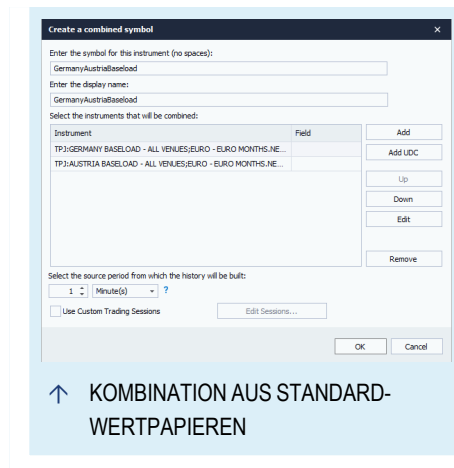 Create a combined symbol
Enter the symbol for this instrument (no spaces):
GermanyAustriaBaseload
Enter the display name:
GermanyAustriaBaseload
Select the instruments that will be combined:
Instrument Field
TPJ:GERMANY BASELOAD - ALL VENUES;EURO - EURO MONTHS.NE...
TPJ:AUSTRIA BASELOAD - ALL VENUES;EURO - EURO MONTHS.NE...
Add
Add UDC
Up
Down
Edit
Remove
Select the source period from which the history will be built:
1 Minute(s) ?
Use Custom Trading Sessions Edit Sessions...
OK Cancel
KOMBINATION AUS STANDARD-
WERTPAPIEREN